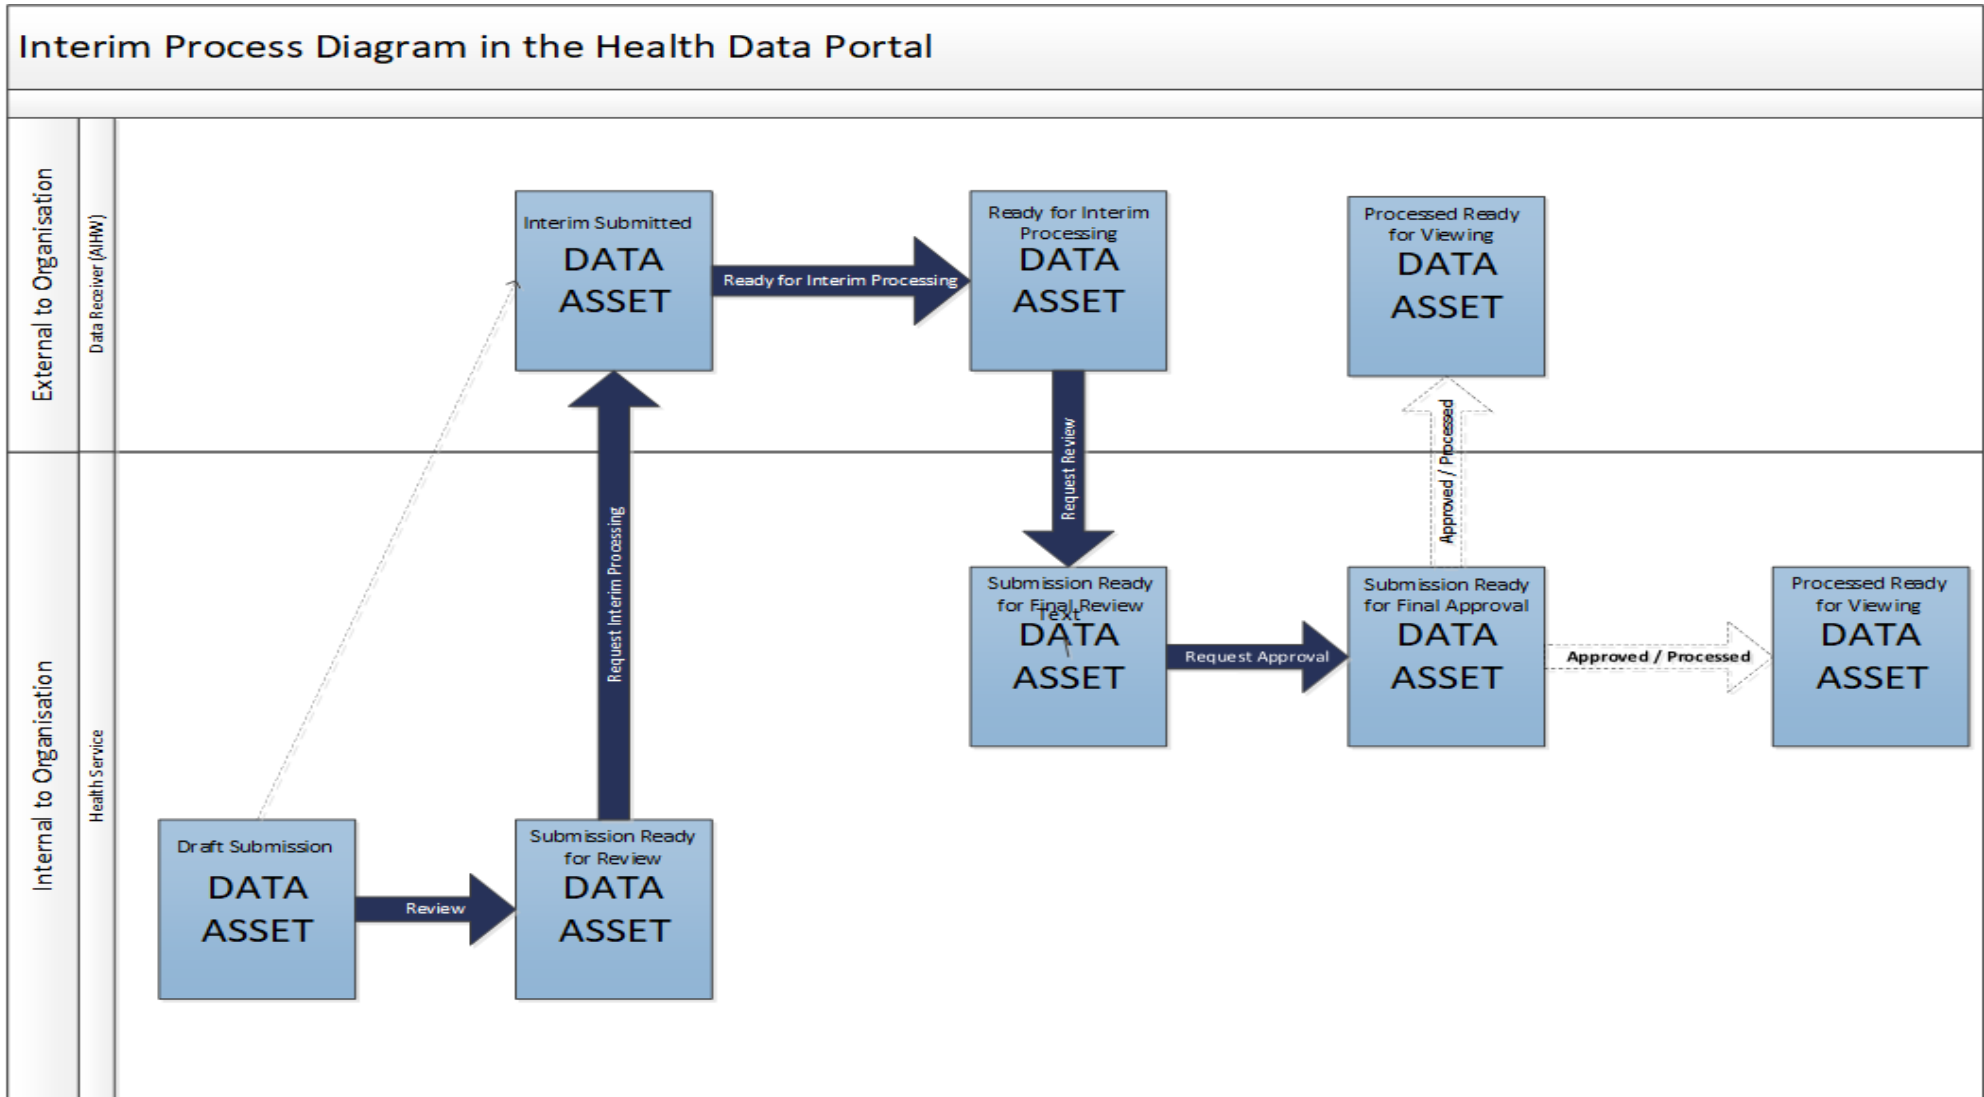 Interim Process Diagram in the Health Data Portal
External to Organisation
Data Receiver (AIHW)
Interim Submitted
DATA
ASSET
Ready for Interim Processing
Ready for Interim
Processing
DATA
ASSET
Processed Ready
for Viewing
DATA
ASSET
Request Interim Processing
Request Review
Approved / Processed
Internal to Organisation
Health Service
Submission Ready
for Final Review
Text
DATA
ASSET
Request Approval
Submission Ready
for Final Approval
DATA
ASSET
Approved / Processed
Processed Ready
for Viewing
DATA
ASSET
Draft Submission
DATA
ASSET
Review
Submission Ready
for Review
DATA
ASSET